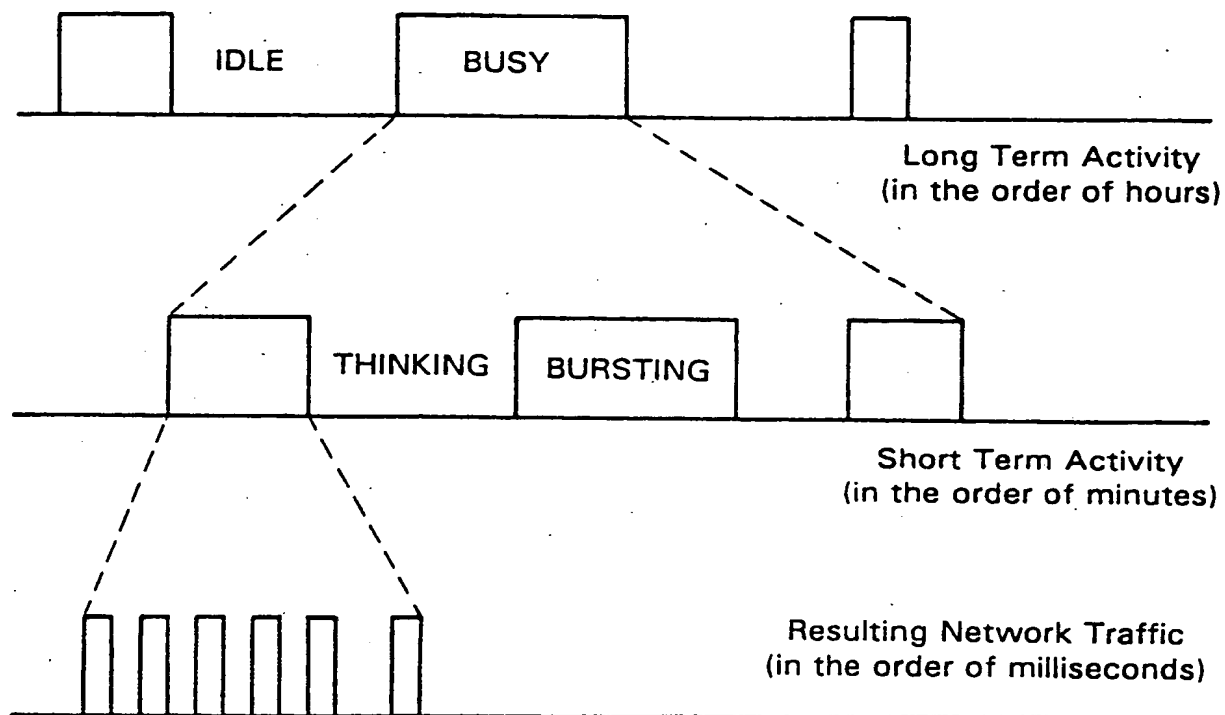 IDLE
BUSY
Long Term Activity
(in the order of hours)
THINKING
BURSTING
Short Term Activity
(in the order of minutes)
Resulting Network Traffic
(in the order of milliseconds)